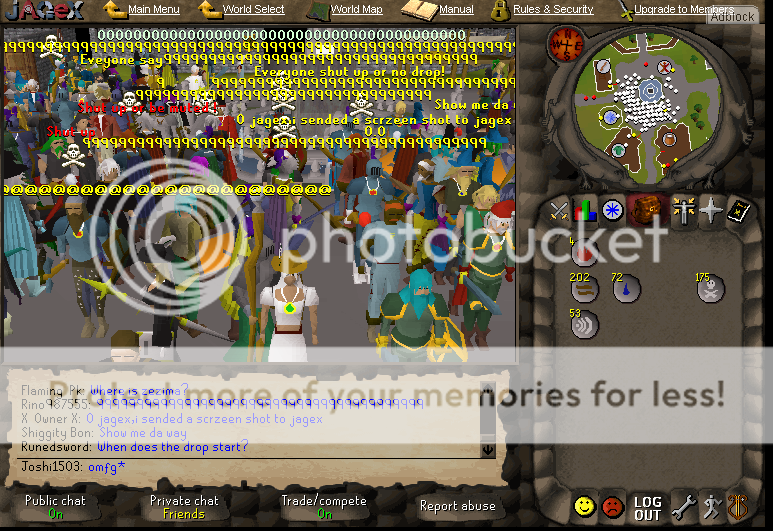 JAGEX
Main Menu
World Select
World Map
Manual
Rules & Security
Upgrade to Members
Adblock
Eveyone say
Everyone shut up or no drop!
Shut up or be muted!
Show me da
0 jagex,i sended a scrzeen shot to jagex
0.0
Shut up
photobucket
Protect more of your memories for less!
4
202
72
175
53
Flaming Pk: Where is zezima?
X Owner X: 0 jagex,i sended a scrzeen shot to jagex
Shiggity Bon: Show me da way
Runedsword: When does the drop start?
Joshi1503: omfg*
Public chat
On
Private chat
Friends
Trade/compete
On
Report abuse
LOG
OUT